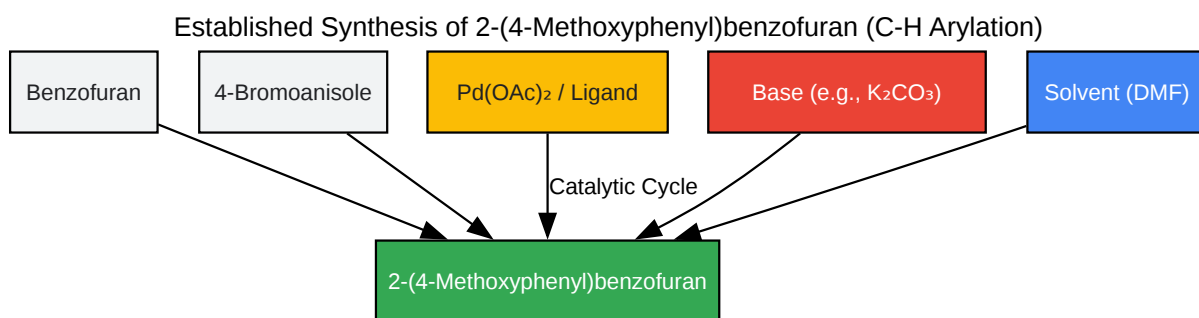 Established Synthesis of 2-(4-Methoxyphenyl)benzofuran (C-H Arylation)
Benzofuran
4-Bromoanisole
Pd(OAc)₂ / Ligand
Base (e.g., K₂CO₃)
Solvent (DMF)
Catalytic Cycle
2-(4-Methoxyphenyl)benzofuran